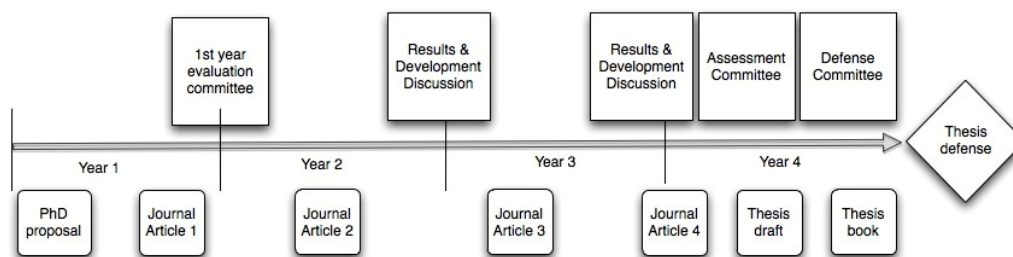 1st year
evaluation
committee
Results &
Development
Discussion
Results &
Development
Discussion
Assessment
Committee
Defense
Committee
Thesis
defense
Year 1
Year 2
Year 3
Year 4
PhD
proposal
Journal
Article 1
Journal
Article 2
Journal
Article 3
Journal
Article 4
Thesis
draft
Thesis
book